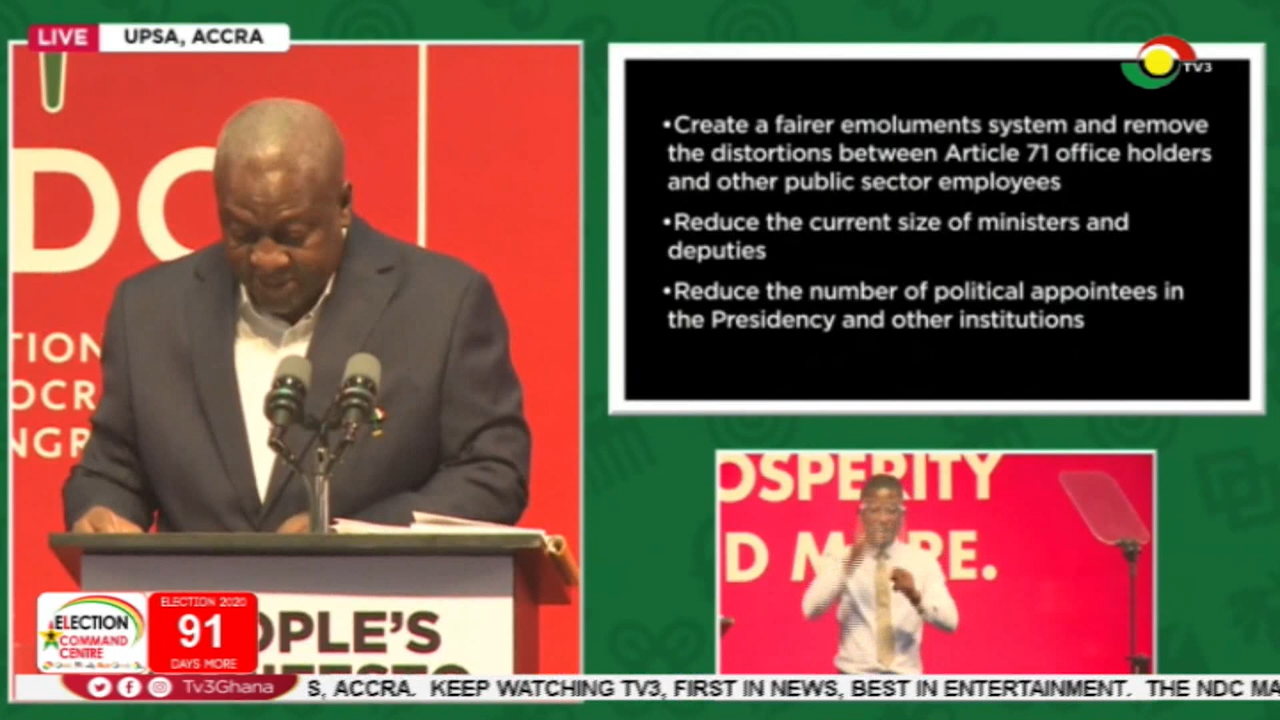 LIVE UPSA, ACCRA
TV3
•Create a fairer emoluments system and remove
the distortions between Article 71 office holders
and other public sector employees
•Reduce the current size of ministers and
deputies
•Reduce the number of political appointees in
the Presidency and other institutions
DC
TION
OCR
NGR
OSPERITY
D M RE.
OPLE'S
ELECTION
COMMAND
CENTRE
ELECTION 2020
91
DAYS MORE
Tv3Ghana S, ACCRA. KEEP WATCHING TV3, FIRST IN NEWS, BEST IN ENTERTAINMENT. THE NDC MA